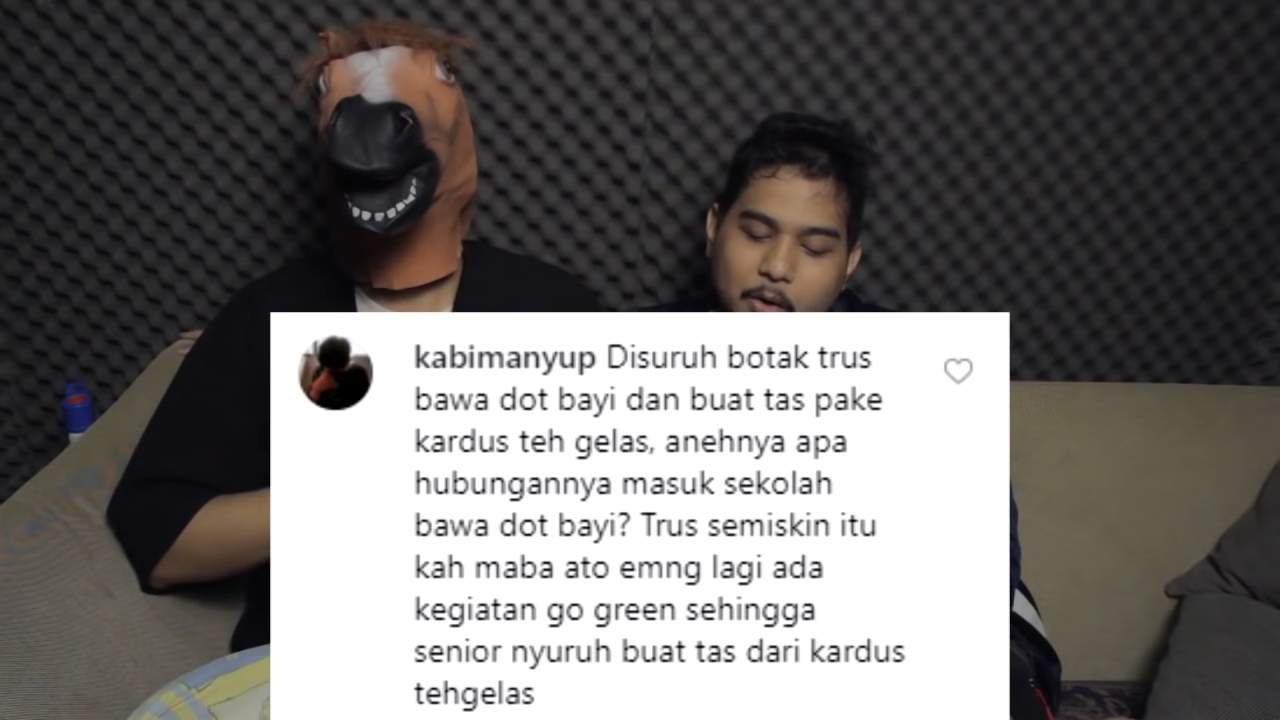 kabimanyup Disuruh botak trus
bawa dot bayi dan buat tas pake
kardus teh gelas, anehnya apa
hubungannya masuk sekolah
bawa dot bayi? Trus semiskin itu
kah maba ato emng lagi ada
kegiatan go green sehingga
senior nyuruh buat tas dari kardus
tehgelas